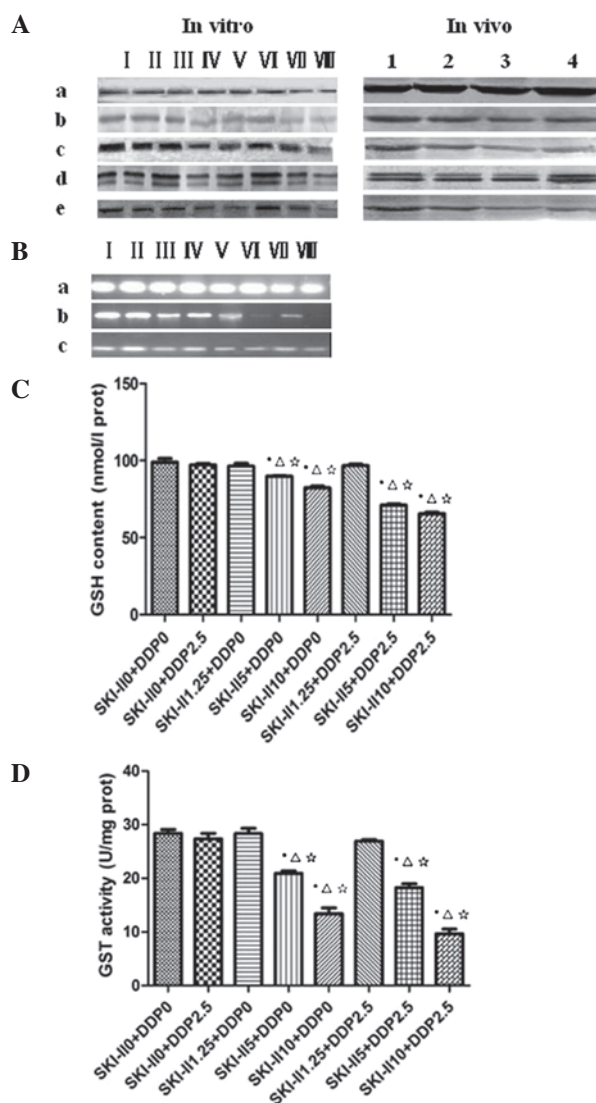 A
In vitro
In vivo
I II III IV V VI VII VIII
1 2 3 4
a
b
c
d
e
B
I II III IV V VI VII VIII
a
b
c
C
GSH content (nmol/l prot)
150
100
50
0
* △ ☆
* △ ☆
* △ ☆
* △ ☆
SKI-II0+DDP0
SKI-II0+DDP2.5
SKI-II1.25+DDP0
SKI-II5+DDP0
SKI-II10+DDP0
SKI-II1.25+DDP2.5
SKI-II5+DDP2.5
SKI-II10+DDP2.5
D
GST activity (U/mg prot)
40
30
20
10
0
* △ ☆
* △ ☆
* △ ☆
* △ ☆
SKI-II0+DDP0
SKI-II0+DDP2.5
SKI-II1.25+DDP0
SKI-II5+DDP0
SKI-II10+DDP0
SKI-II1.25+DDP2.5
SKI-II5+DDP2.5
SKI-II10+DDP2.5